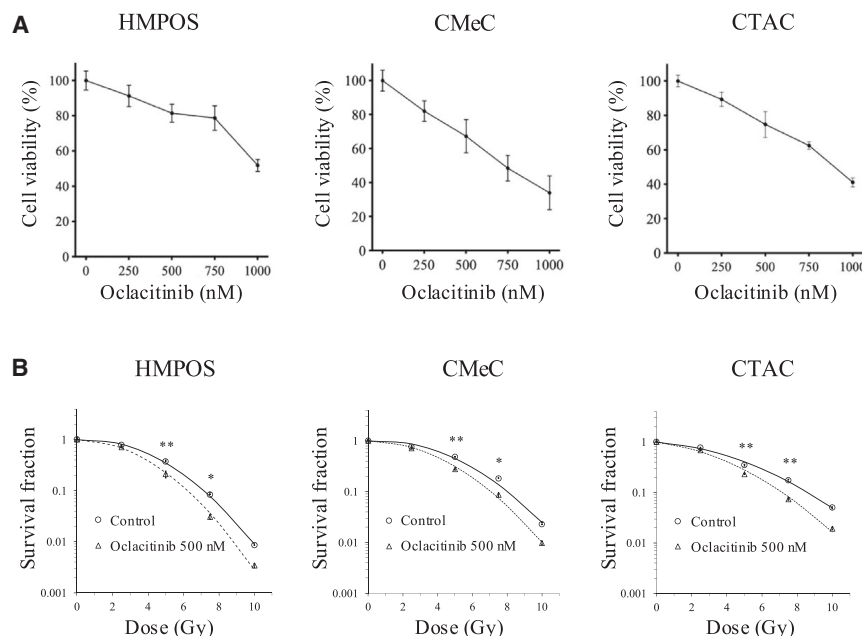 A
HMPOS
CMeC
CTAC
Cell viability (%)
100
80
60
40
20
0
0 250 500 750 1000
Oclacitinib (nM)
Cell viability (%)
100
80
60
40
20
0
0 250 500 750 1000
Oclacitinib (nM)
Cell viability (%)
100
80
60
40
20
0
0 250 500 750 1000
Oclacitinib (nM)
B
HMPOS
CMeC
CTAC
Survival fraction
1
0.1
0.01
0.001
** *
Control
Oclacitinib 500 nM
0 2 4 6 8 10
Dose (Gy)
Survival fraction
1
0.1
0.01
0.001
** *
Control
Oclacitinib 500 nM
0 2 4 6 8 10
Dose (Gy)
Survival fraction
1
0.1
0.01
0.001
** **
Control
Oclacitinib 500 nM
0 2 4 6 8 10
Dose (Gy)